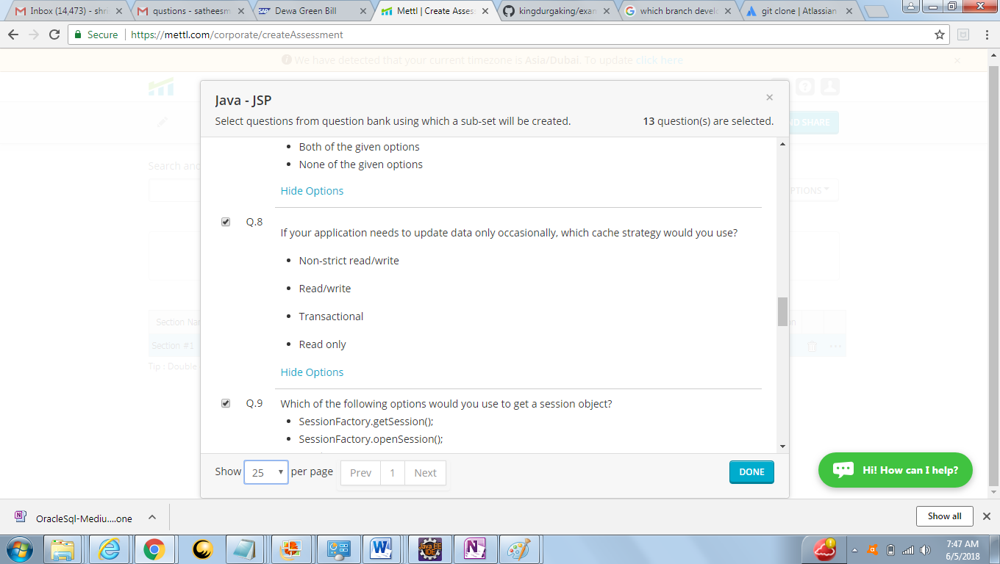 Inbox (14,473) - shri
qustions - satheesm
Dewa Green Bill
Mettl | Create Asses
kingdurgaking/exan
which branch devel
git clone | Atlassian
Secure
https://mettl.com/corporate/createAssessment
We have detected that your current timezone is Asia/Dubai. To update click here
Java - JSP
Select questions from question bank using which a sub-set will be created.
13 question(s) are selected.
ND SHARE
Search and
PTIONS
Both of the given options
None of the given options
Hide Options
Q.8
If your application needs to update data only occasionally, which cache strategy would you use?
Non-strict read/write
Read/write
Transactional
Read only
Hide Options
Section Nam
Section #1
Tip : Double
Q.9
Which of the following options would you use to get a session object?
SessionFactory.getSession();
SessionFactory.openSession();
Show 25 per page
Prev 1 Next
DONE
Hi! How can I help?
OracleSql-Mediu....one
Show all
Java EE
IDE
7:47 AM
6/5/2018